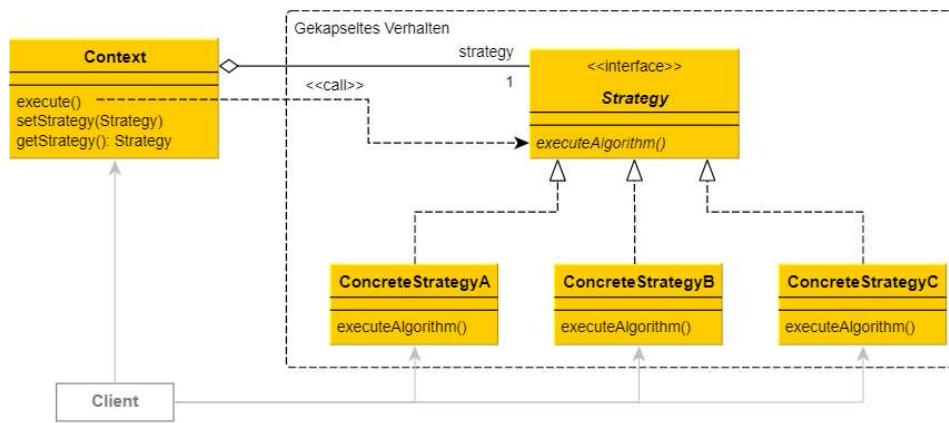 Gekapseltes Verhalten
Context
strategy
<<call>>
1
execute()
setStrategy(Strategy)
getStrategy(): Strategy
<<interface>>
Strategy
executeAlgorithm()
ConcreteStrategyA
executeAlgorithm()
ConcreteStrategyB
executeAlgorithm()
ConcreteStrategyC
executeAlgorithm()
Client